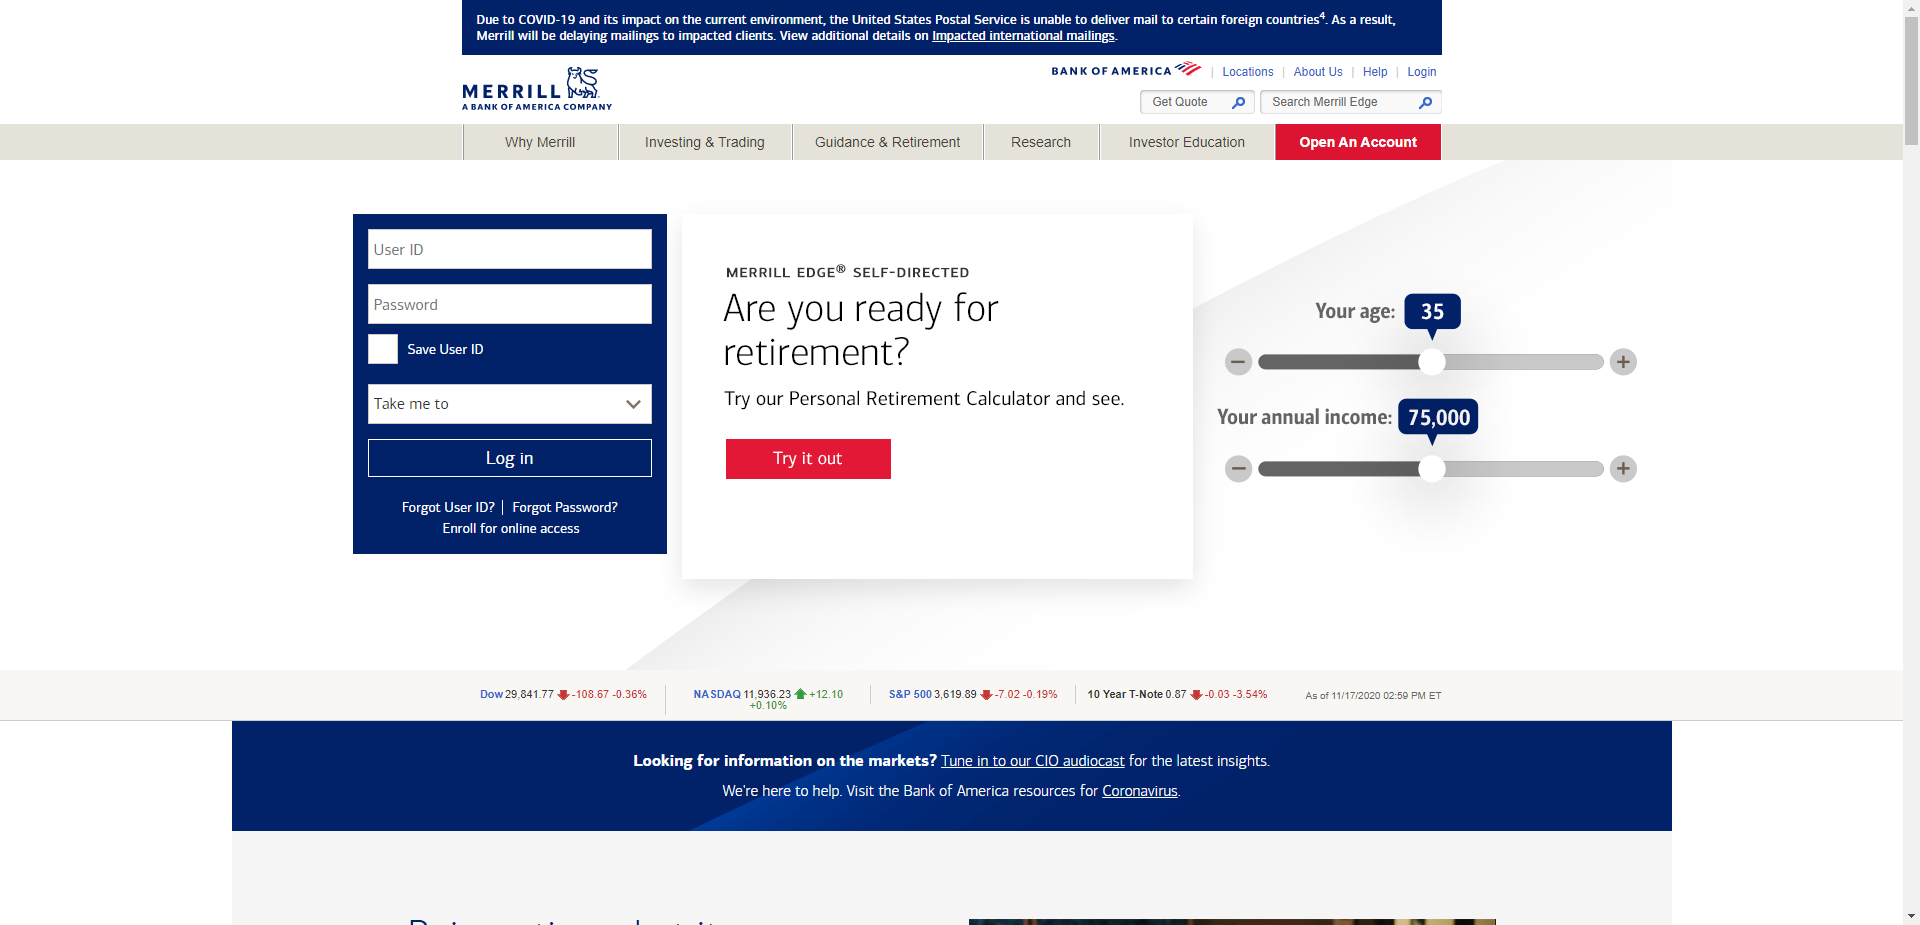 Due to COVID-19 and its impact on the current environment, the United States Postal Service is unable to deliver mail to certain foreign countries4. As a result,
Merrill will be delaying mailings to impacted clients. View additional details on Impacted international mailings.
MERRILL
A BANK OF AMERICA COMPANY
BANK OF AMERICA | Locations | About Us | Help | Login
Get Quote
Search Merrill Edge
Why Merrill
Investing & Trading
Guidance & Retirement
Research
Investor Education
Open An Account
User ID
Password
Save User ID
Take me to
Log in
Forgot User ID? | Forgot Password?
Enroll for online access
MERRILL EDGE® SELF-DIRECTED
Are you ready for
retirement?
Try our Personal Retirement Calculator and see.
Try it out
Your age: 35
Your annual income: 75,000
Dow 29,841.77 -108.67 -0.36%
NASDAQ 11,936.23 +12.10
+0.10%
S&P 500 3,619.89 -7.02 -0.19%
10 Year T-Note 0.87 -0.03 -3.54%
As of 11/17/2020 02:59 PM ET
Looking for information on the markets? Tune in to our CIO audiocast for the latest insights.
We're here to help. Visit the Bank of America resources for Coronavirus.